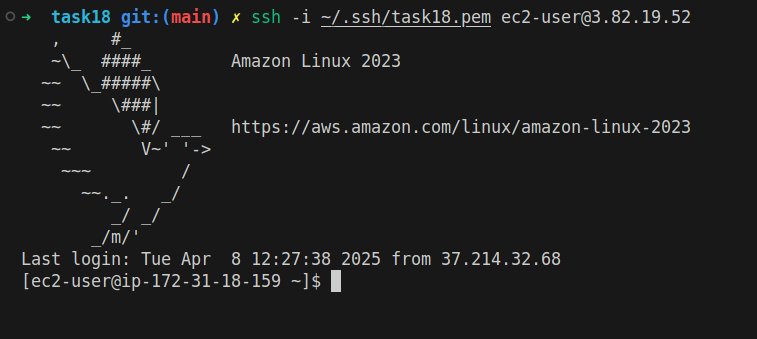 ➜  task18 git:(main) ✗ ssh -i ~/.ssh/task18.pem ec2-user@3.82.19.52
   ,     #_
   ~\_  ####_        Amazon Linux 2023
  ~~  \_#####\
  ~~     \###|
  ~~       \#/ ___   https://aws.amazon.com/linux/amazon-linux-2023
   ~~       V~' '->
    ~~~         /
      ~~._.   _/
         _/ _/
       _/m/'
Last login: Tue Apr  8 12:27:38 2025 from 37.214.32.68
[ec2-user@ip-172-31-18-159 ~]$